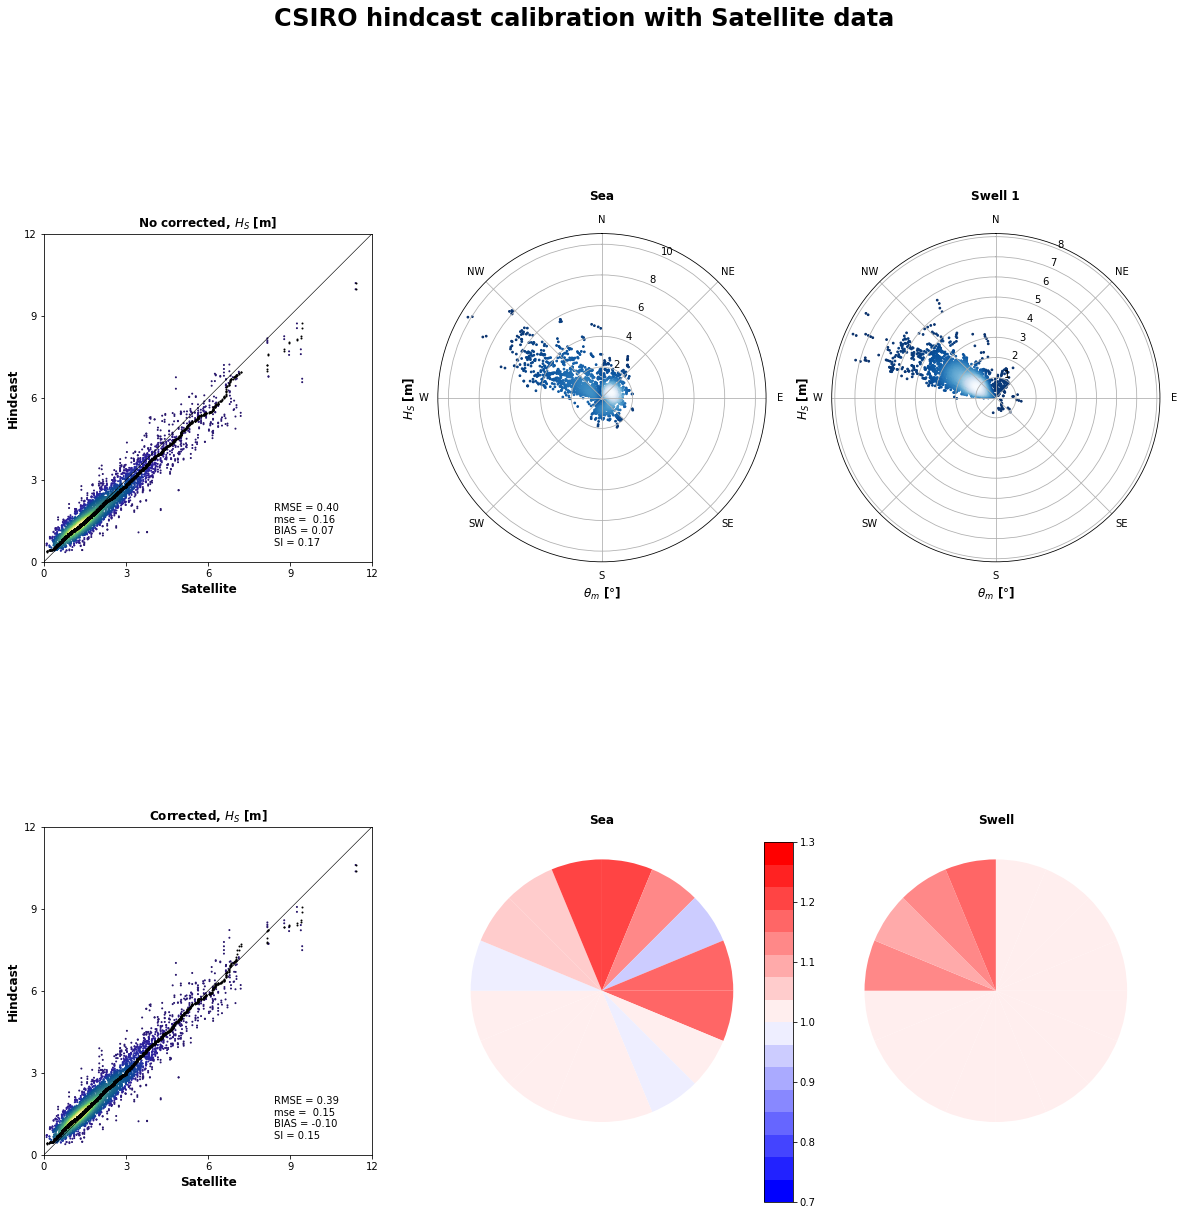 CSIRO hindcast calibration with Satellite data
No corrected, H_S [m]
12
9
6
3
0
0 3 6 9 12
Hindcast
Satellite
RMSE = 0.40
mse =  0.16
BIAS = 0.07
SI = 0.17
Sea
N
NW NE
W E
SW SE
S
10
8
6
4
2
H_S [m]
θ_m [°]
Swell 1
N
NW NE
W E
SW SE
S
8
7
6
5
4
3
2
H_S [m]
θ_m [°]
Corrected, H_S [m]
12
9
6
3
0
0 3 6 9 12
Hindcast
Satellite
RMSE = 0.39
mse =  0.15
BIAS = -0.10
SI = 0.15
Sea
1.3
1.2
1.1
1.0
0.9
0.8
0.7
Swell